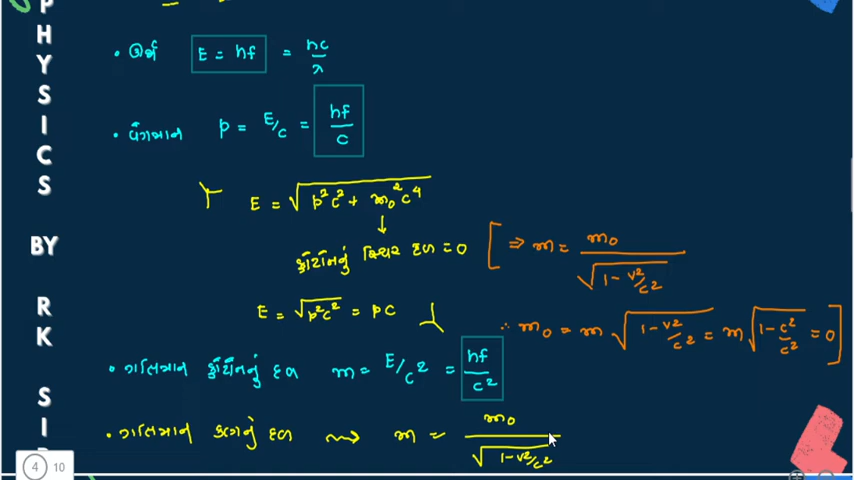 PHYSICS BY RK SIR
• ઊર્જા E = hf = hc/λ
• વેગમાન p = E/c = hf/c
E = √(p²c² + m₀²c⁴)
↓
ફોટોનનું સ્થિર દળ = 0
[⇒ m = m₀/√(1-v²/c²)
E = √(p²c²) = pc
∴ m₀ = m√(1-v²/c²) = m√(1-c²/c²) = 0]
• ગતિમાન ફોટોનનું દળ m = E/c² = hf/c²
• ગતિમાન કણનું દળ ⇝ m = m₀/√(1-v²/c²)
4 10